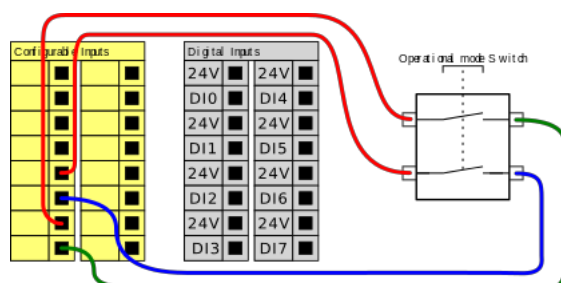 Configurable Inputs
Digital Inputs
Operational mode Switch
24V 24V
DI0 DI4
24V 24V
DI1 DI5
24V 24V
DI2 DI6
24V 24V
DI3 DI7